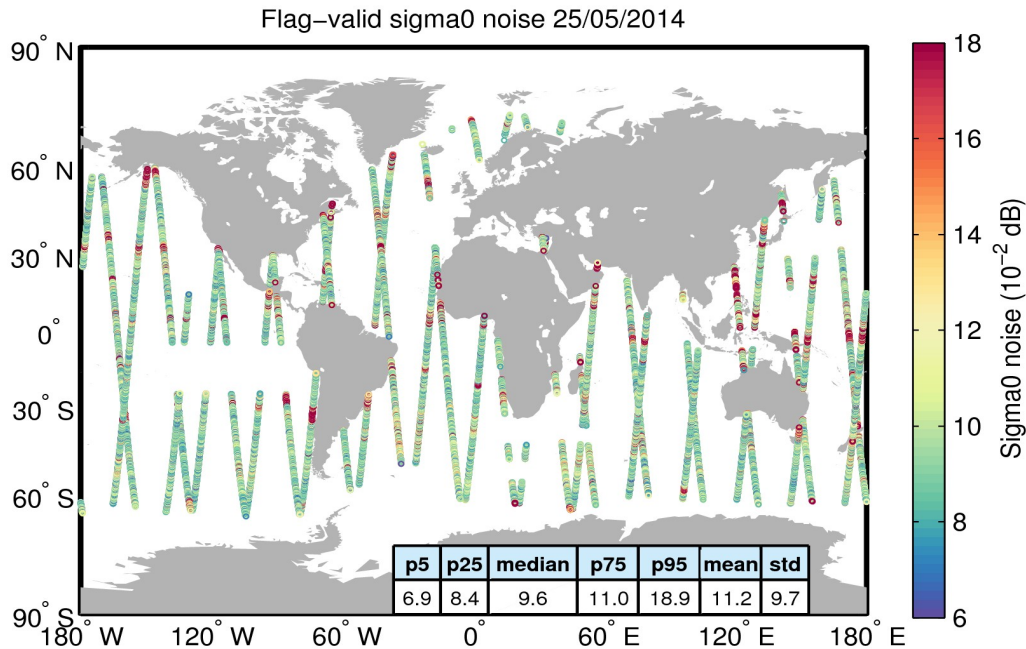 Flag-valid sigma0 noise 25/05/2014
90° N
60° N
30° N
0°
30° S
60° S
90° S
180° W
120° W
60° W
0°
60° E
120° E
180° E
p5 p25 median p75 p95 mean std
6.9 8.4 9.6 11.0 18.9 11.2 9.7
18
16
14
12
10
8
6
Sigma0 noise (10⁻² dB)